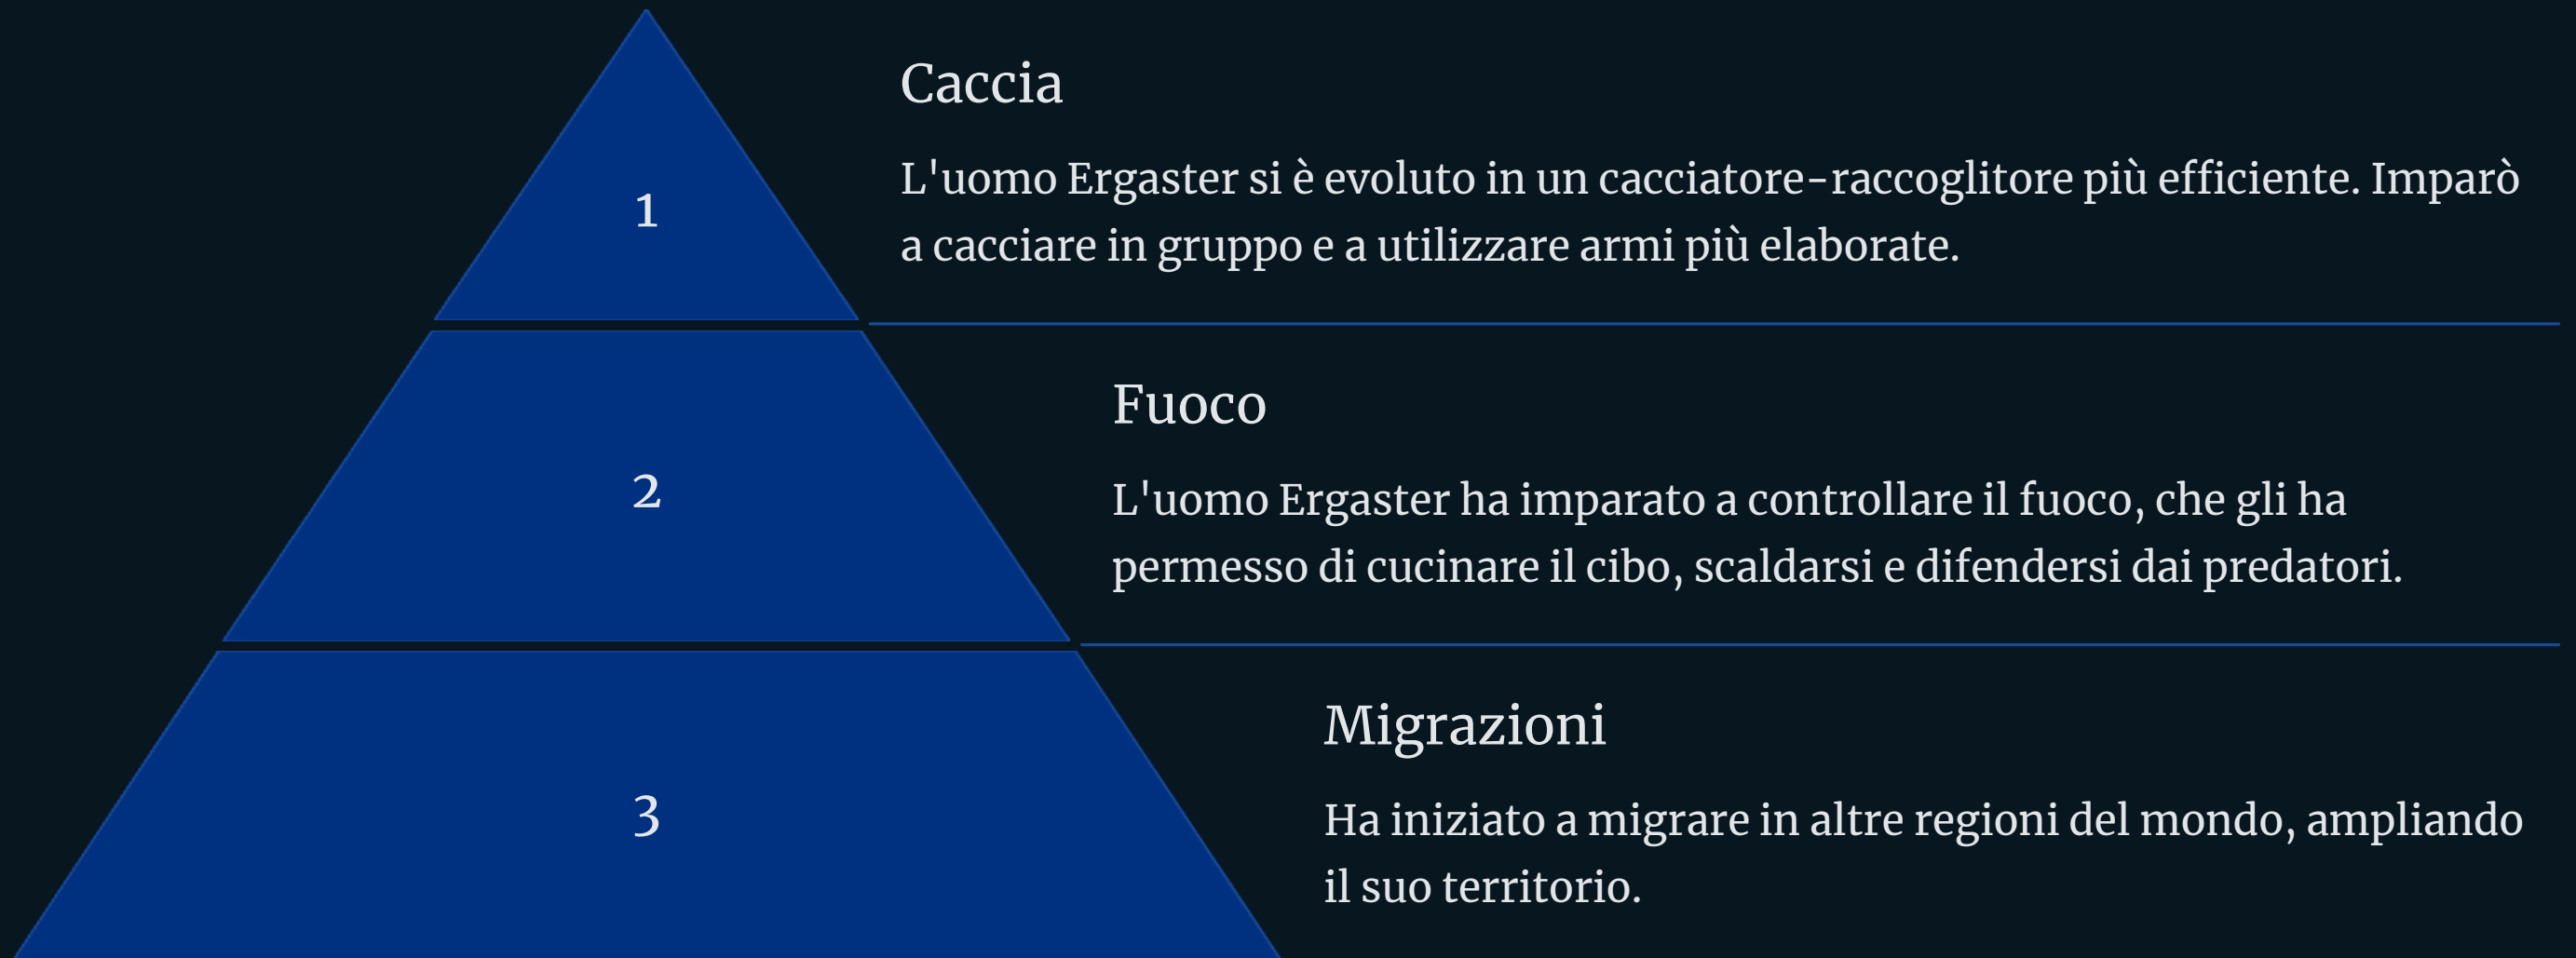 1
Caccia
L'uomo Ergaster si è evoluto in un cacciatore-raccoglitore più efficiente. Imparò
a cacciare in gruppo e a utilizzare armi più elaborate.
2
Fuoco
L'uomo Ergaster ha imparato a controllare il fuoco, che gli ha
permesso di cucinare il cibo, scaldarsi e difendersi dai predatori.
3
Migrazioni
Ha iniziato a migrare in altre regioni del mondo, ampliando
il suo territorio.